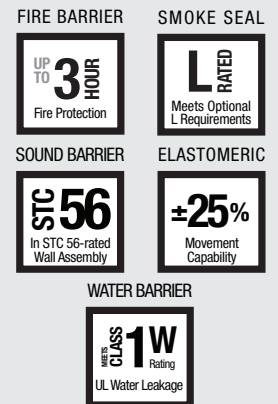 FIRE BARRIER
UP TO 3 HOUR
Fire Protection
SMOKE SEAL
L RATED
Meets Optional
L Requirements
SOUND BARRIER
STC 56
In STC 56-rated
Wall Assembly
ELASTOMERIC
±25%
Movement
Capability
WATER BARRIER
MEETS CLASS 1 W
Rating
UL Water Leakage